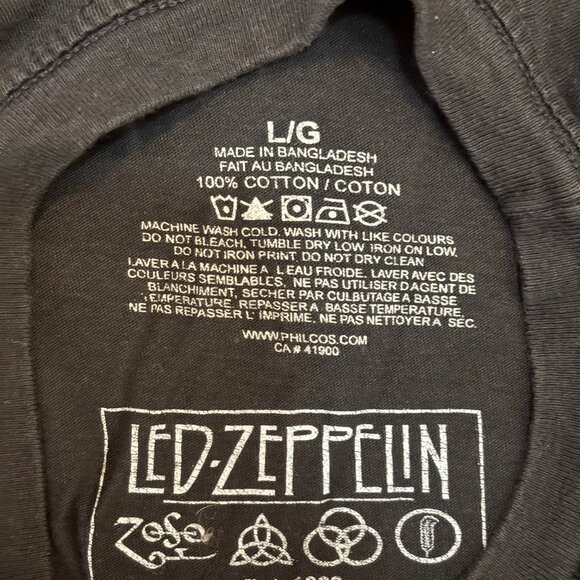 L/G
MADE IN BANGLADESH
FAIT AU BANGLADESH
100% COTTON / COTON
MACHINE WASH COLD. WASH WITH LIKE COLOURS
DO NOT BLEACH, TUMBLE DRY LOW. IRON ON LOW.
DO NOT IRON PRINT, DO NOT DRY CLEAN
LAVER A LA MACHINE A L EAU FROIDE, LAVER AVEC DES
COULEURS SEMBLABLES, NE PAS UTILISER D AGENT DE
BLANCHIMENT, SECHER PAR CULBUTAGE A BASSE
TEMPERATURE, REPASSER A BASSE TEMPERATURE,
NE PAS REPASSER L' IMPRIME, NE PAS NETTOYER A SEC.
WWW.PHILCOS.COM
CA # 41900
LED-ZEPPELIN
ZOSO